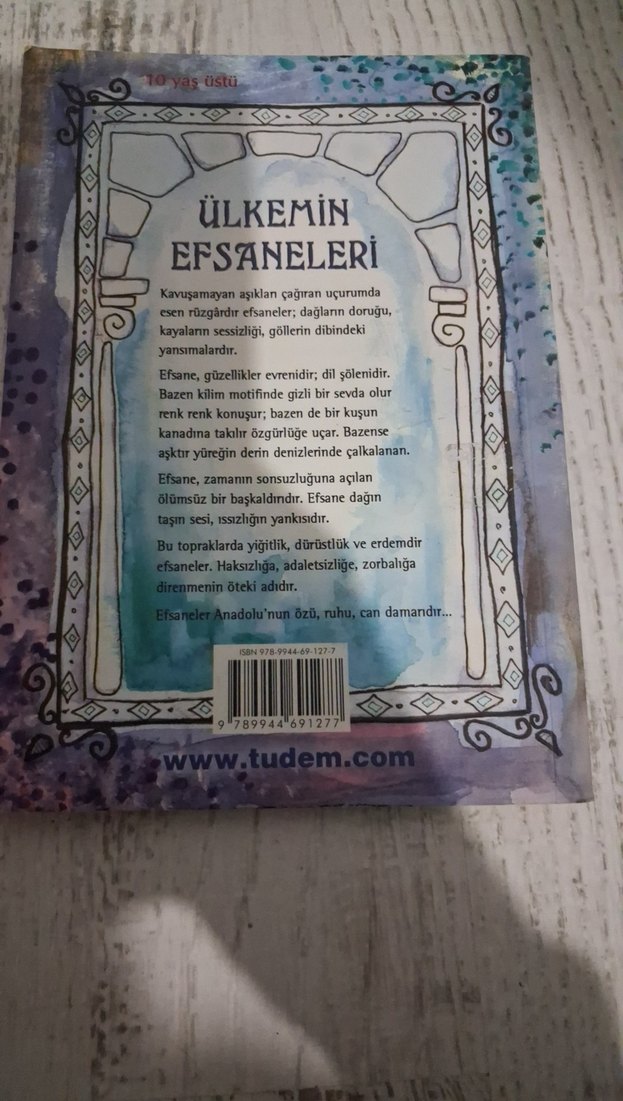 10 yaş üstü
ÜLKEMİN
EFSANELERİ
Kavuşamayan aşıkları çağıran uçurumda
esen rüzgârdır efsaneler; dağların doruğu,
kayaların sessizliği, göllerin dibindeki
yansımalardır.
Efsane, güzellikler evrenidir; dil şölenidir.
Bazen kilim motifinde gizli bir sevda olur
renk renk konuşur; bazen de bir kuşun
kanadına takılır özgürlüğe uçar. Bazense
aşktır yüreğin derin denizlerinde çalkalanan.
Efsane, zamanın sonsuzluğuna açılan
ölümsüz bir başkaldırıdır. Efsane dağın
taşın sesi, ıssızlığın yankısıdır.
Bu topraklarda yiğitlik, dürüstlük ve erdemdir
efsaneler. Haksızlığa, adaletsizliğe, zorbalığa
direnmenin öteki adıdır.
Efsaneler Anadolu'nun özü, ruhu, can damarıdır...
ISBN 978-9944-69-127-7
9 789944 691277
www.tudem.com